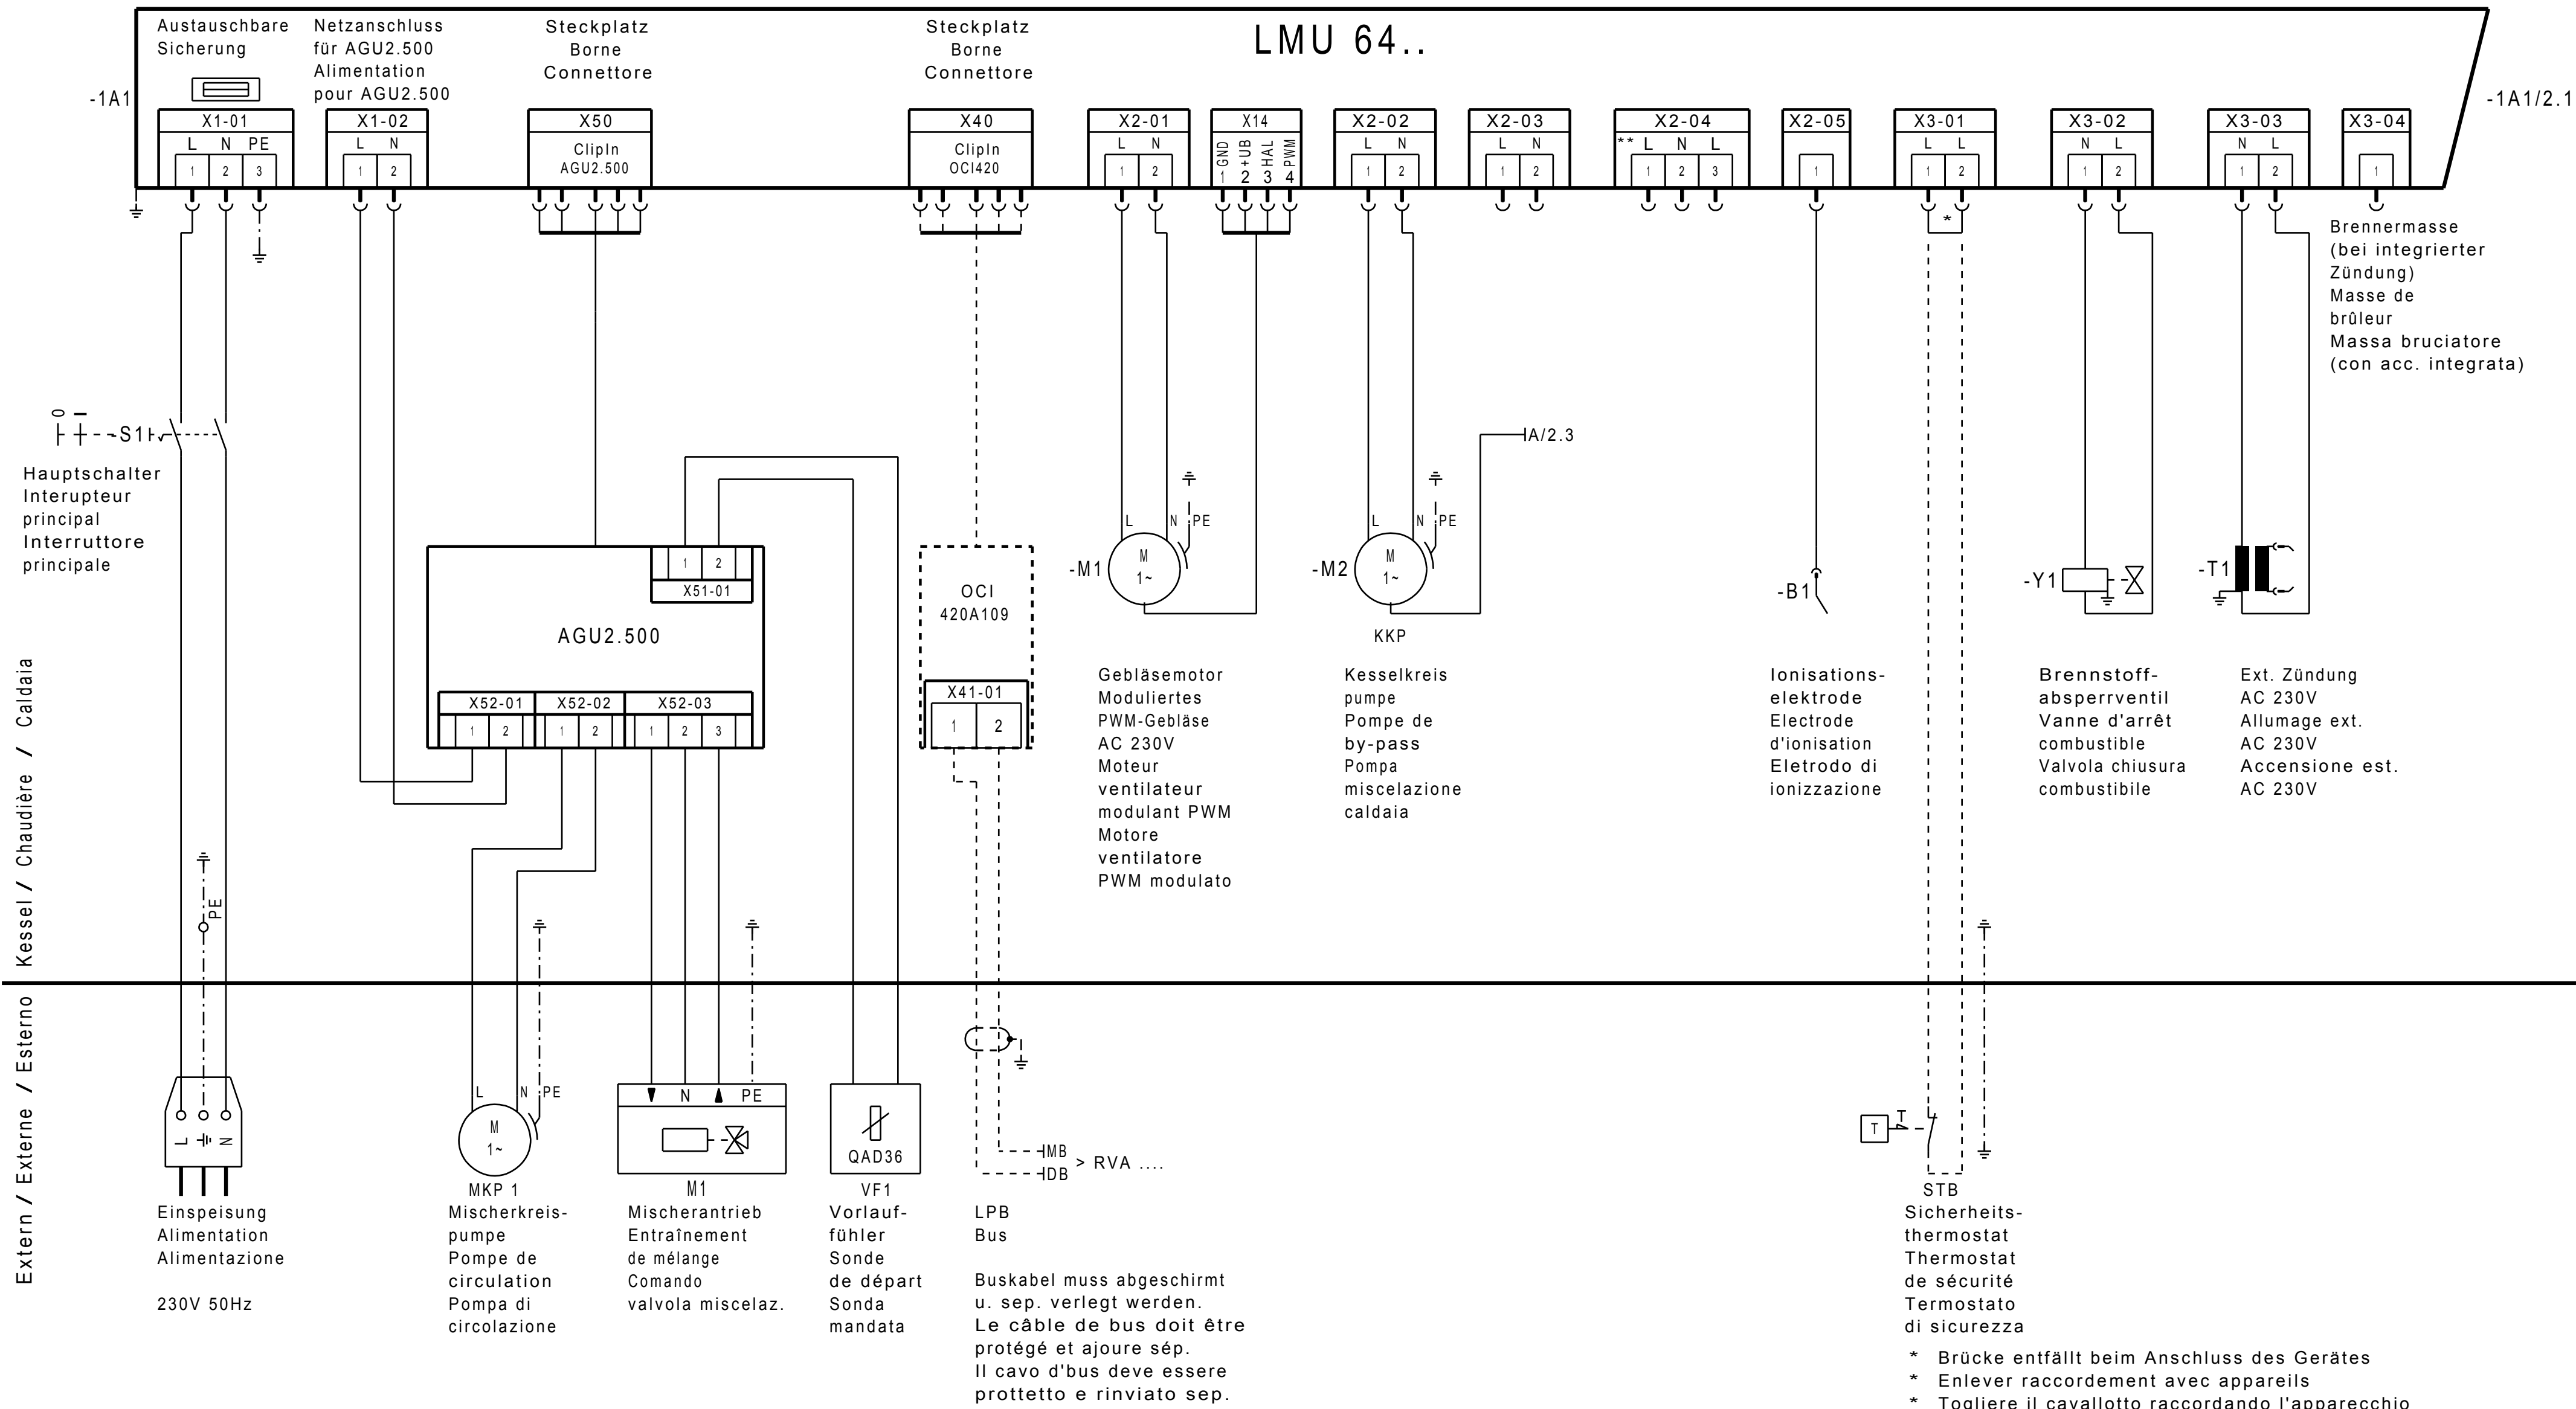 LMU 64..
Austauschbare
Sicherung
Netzanschluss
für AGU2.500
Alimentation
pour AGU2.500
Steckplatz
Borne
Connettore
Steckplatz
Borne
Connettore
-1A1
-1A1/2.1
X1-01
L N PE
1 2 3
X1-02
L N
1 2
X50
ClipIn
AGU2.500
X40
ClipIn
OCI420
X2-01
L N
1 2
X14
GND +UB HAL PWM
1 2 3 4
X2-02
L N
1 2
X2-03
L N
1 2
X2-04
** L N L
1 2 3
X2-05
1
X3-01
L L
1 2
X3-02
N L
1 2
X3-03
N L
1 2
X3-04
1
*
Brennermasse
(bei integrierter
Zündung)
Masse de
brûleur
Massa bruciatore
(con acc. integrata)
0 I
-S1
Hauptschalter
Interupteur
principal
Interruttore
principale
A/2.3
1 2
X51-01
AGU2.500
X52-01 X52-02 X52-03
1 2 1 2 1 2 3
OCI
420A109
X41-01
1 2
L N PE
-M1
M
1~
L N PE
-M2
M
1~
KKP
-B1
-Y1
-T1
Gebläsemotor
Moduliertes
PWM-Gebläse
AC 230V
Moteur
ventilateur
modulant PWM
Motore
ventilatore
PWM modulato
Kesselkreis
pumpe
Pompe de
by-pass
Pompa
miscelazione
caldaia
Ionisations-
elektrode
Electrode
d'ionisation
Eletrodo di
ionizzazione
Brennstoff-
absperrventil
Vanne d'arrêt
combustible
Valvola chiusura
combustibile
Ext. Zündung
AC 230V
Allumage ext.
AC 230V
Accensione est.
AC 230V
Kessel / Chaudière / Caldaia
Extern / Externe / Esterno
PE
L N
Einspeisung
Alimentation
Alimentazione
230V 50Hz
L N PE
M
1~
MKP 1
Mischerkreis-
pumpe
Pompe de
circulation
Pompa di
circolazione
N PE
M1
Mischerantrieb
Entraînement
de mélange
Comando
valvola miscelaz.
QAD36
VF1
Vorlauf-
fühler
Sonde
de départ
Sonda
mandata
MB
DB
> RVA ....
LPB
Bus
Buskabel muss abgeschirmt
u. sep. verlegt werden.
Le câble de bus doit être
protégé et ajoure sép.
Il cavo d'bus deve essere
prottetto e rinviato sep.
T
T
STB
Sicherheits-
thermostat
Thermostat
de sécurité
Termostato
di sicurezza
* Brücke entfällt beim Anschluss des Gerätes
* Enlever raccordement avec appareils
* Togliere il cavallotto raccordando l'apparecchio